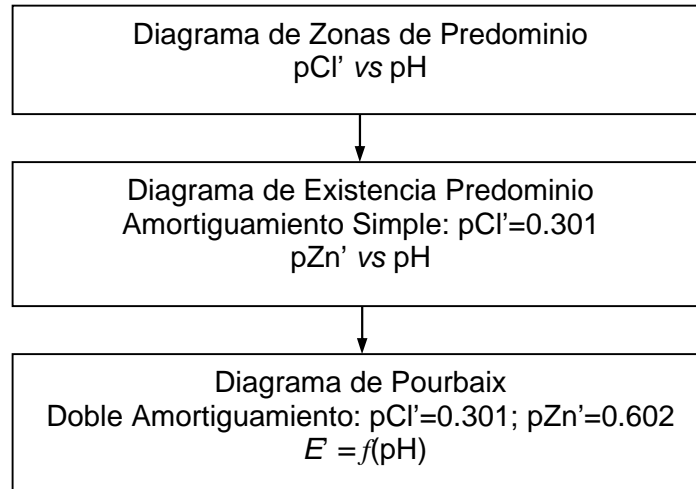 Diagrama de Zonas de Predominio
pCl' vs pH
Diagrama de Existencia Predominio
Amortiguamiento Simple: pCl'=0.301
pZn' vs pH
Diagrama de Pourbaix
Doble Amortiguamiento: pCl'=0.301; pZn'=0.602
E' = f(pH)